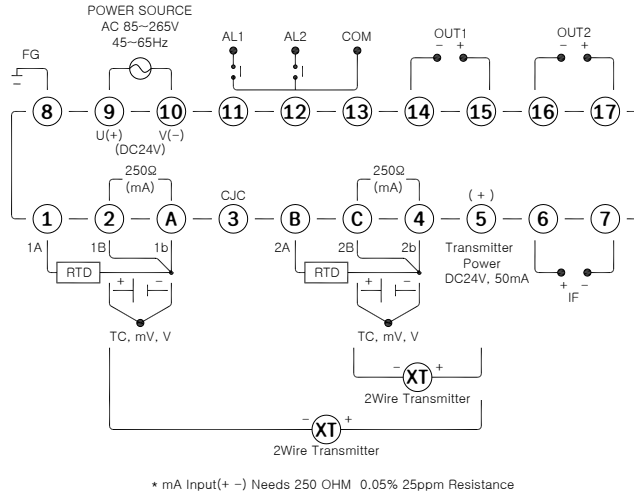 POWER SOURCE
AC 85~265V
45~65Hz
FG
AL1 AL2 COM
OUT1 OUT2
- + - +
8 9 10 11 12 13 14 15 16 17
U(+) V(-)
(DC24V)
250Ω
(mA)
250Ω
(mA)
CJC
(+)
1 2 A 3 B C 4 5 6 7
1A 1B 1b 2A 2B 2b
Transmitter
Power
DC24V, 50mA
RTD RTD
+ - + - + -
IF
TC, mV, V TC, mV, V
- XT +
2Wire Transmitter
- XT +
2Wire Transmitter
* mA Input(+ -) Needs 250 OHM 0.05% 25ppm Resistance